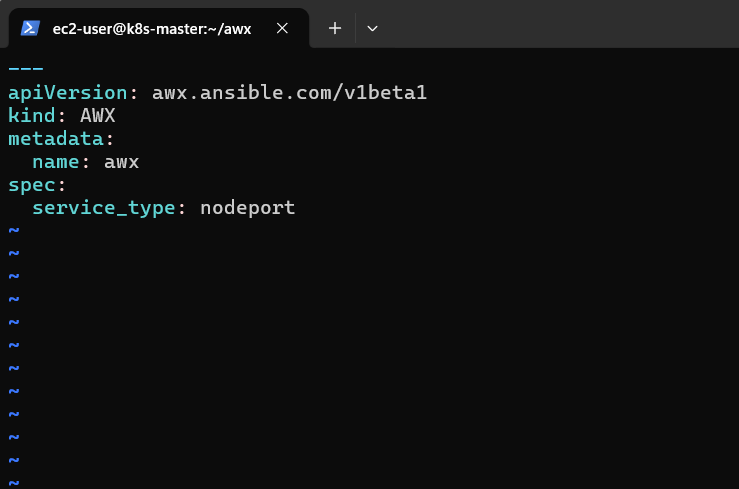 ec2-user@k8s-master:~/awx
---
apiVersion: awx.ansible.com/v1beta1
kind: AWX
metadata:
  name: awx
spec:
  service_type: nodeport
~
~
~
~
~
~
~
~
~
~
~
~